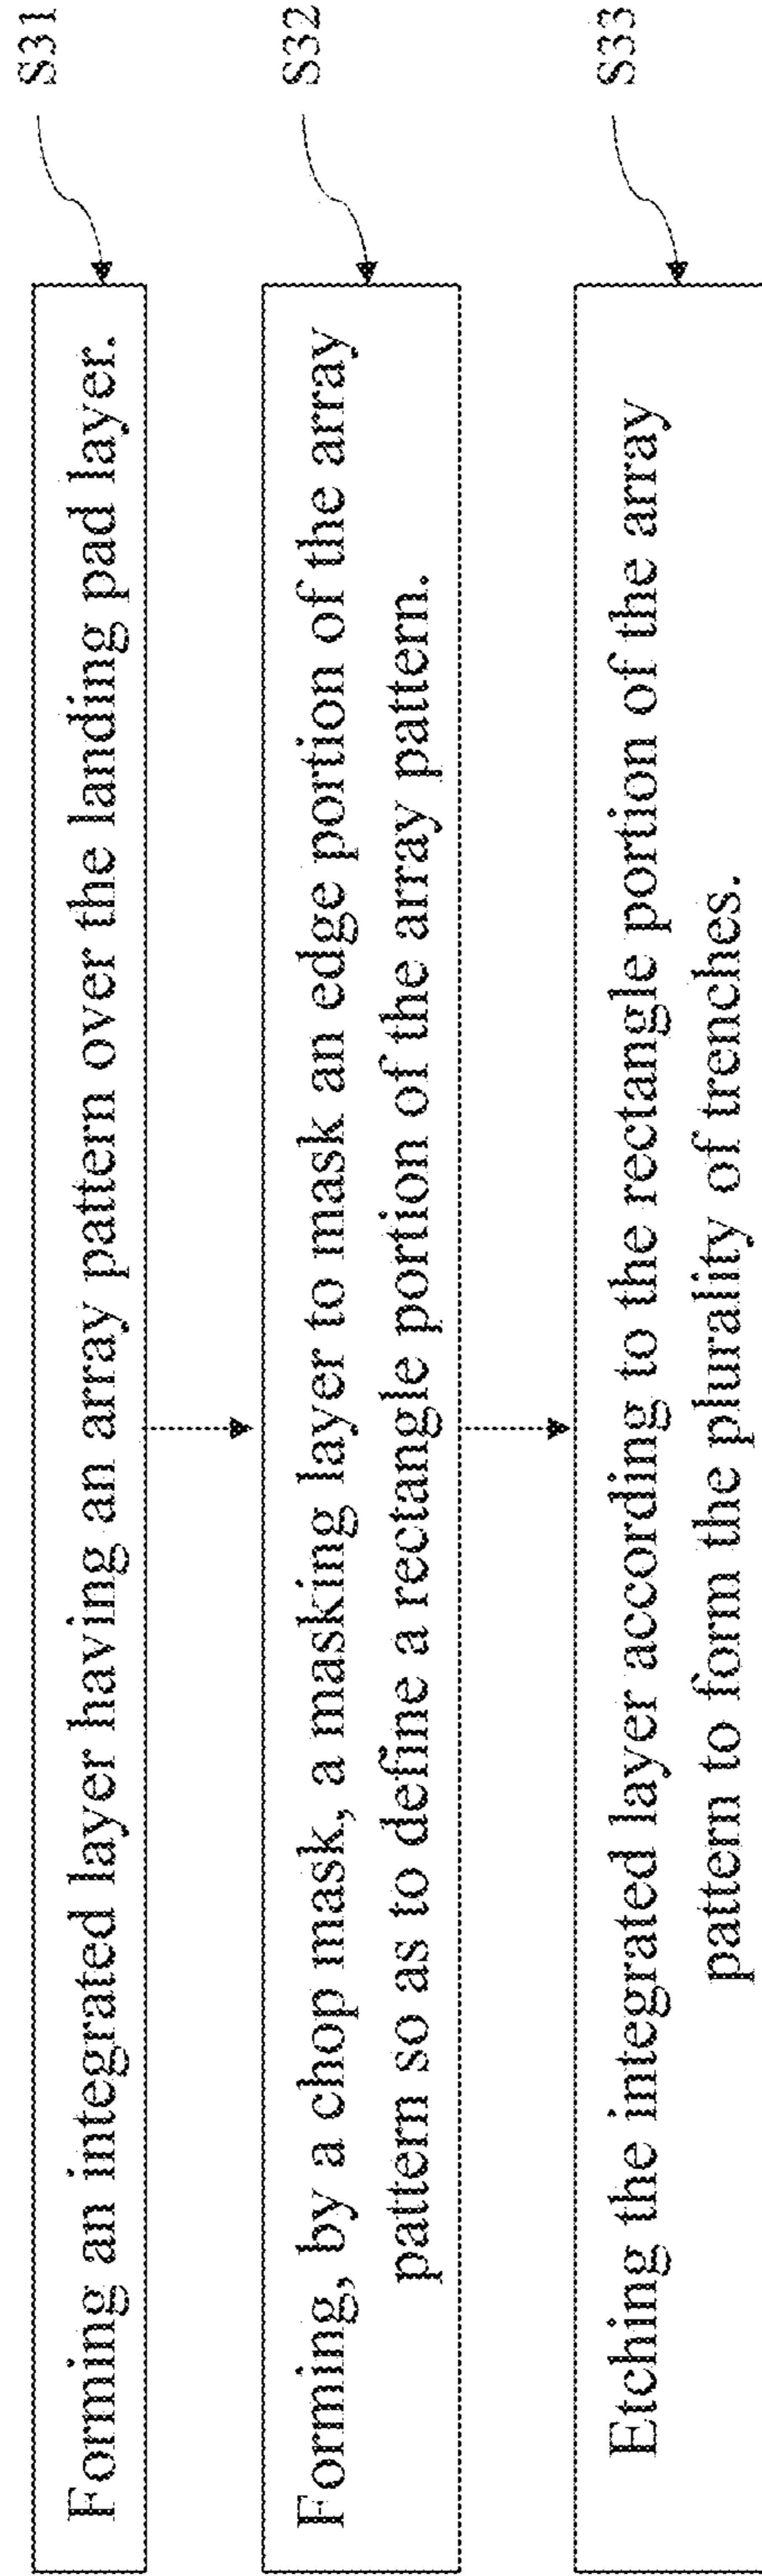 Forming an integrated layer having an array pattern over the landing pad layer.
S31
Forming, by a chop mask, a masking layer to mask an edge portion of the array
pattern so as to define a rectangle portion of the array pattern.
S32
Etching the integrated layer according to the rectangle portion of the array
pattern to form the plurality of trenches.
S33